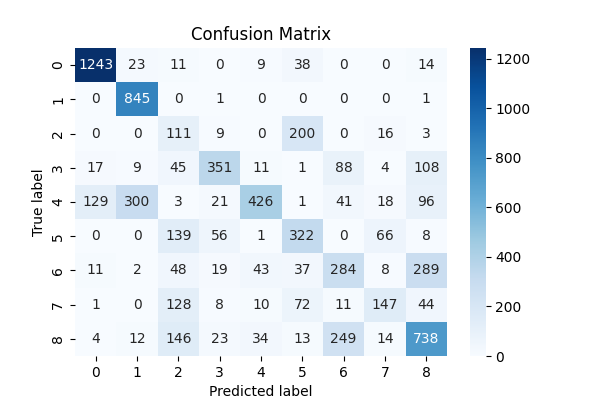 Confusion Matrix
0 1243 23 11 0 9 38 0 0 14
1 0 845 0 1 0 0 0 0 1
2 0 0 111 9 0 200 0 16 3
3 17 9 45 351 11 1 88 4 108
4 129 300 3 21 426 1 41 18 96
5 0 0 139 56 1 322 0 66 8
6 11 2 48 19 43 37 284 8 289
7 1 0 128 8 10 72 11 147 44
8 4 12 146 23 34 13 249 14 738
0 1 2 3 4 5 6 7 8
Predicted label
True label
1200
1000
800
600
400
200
0